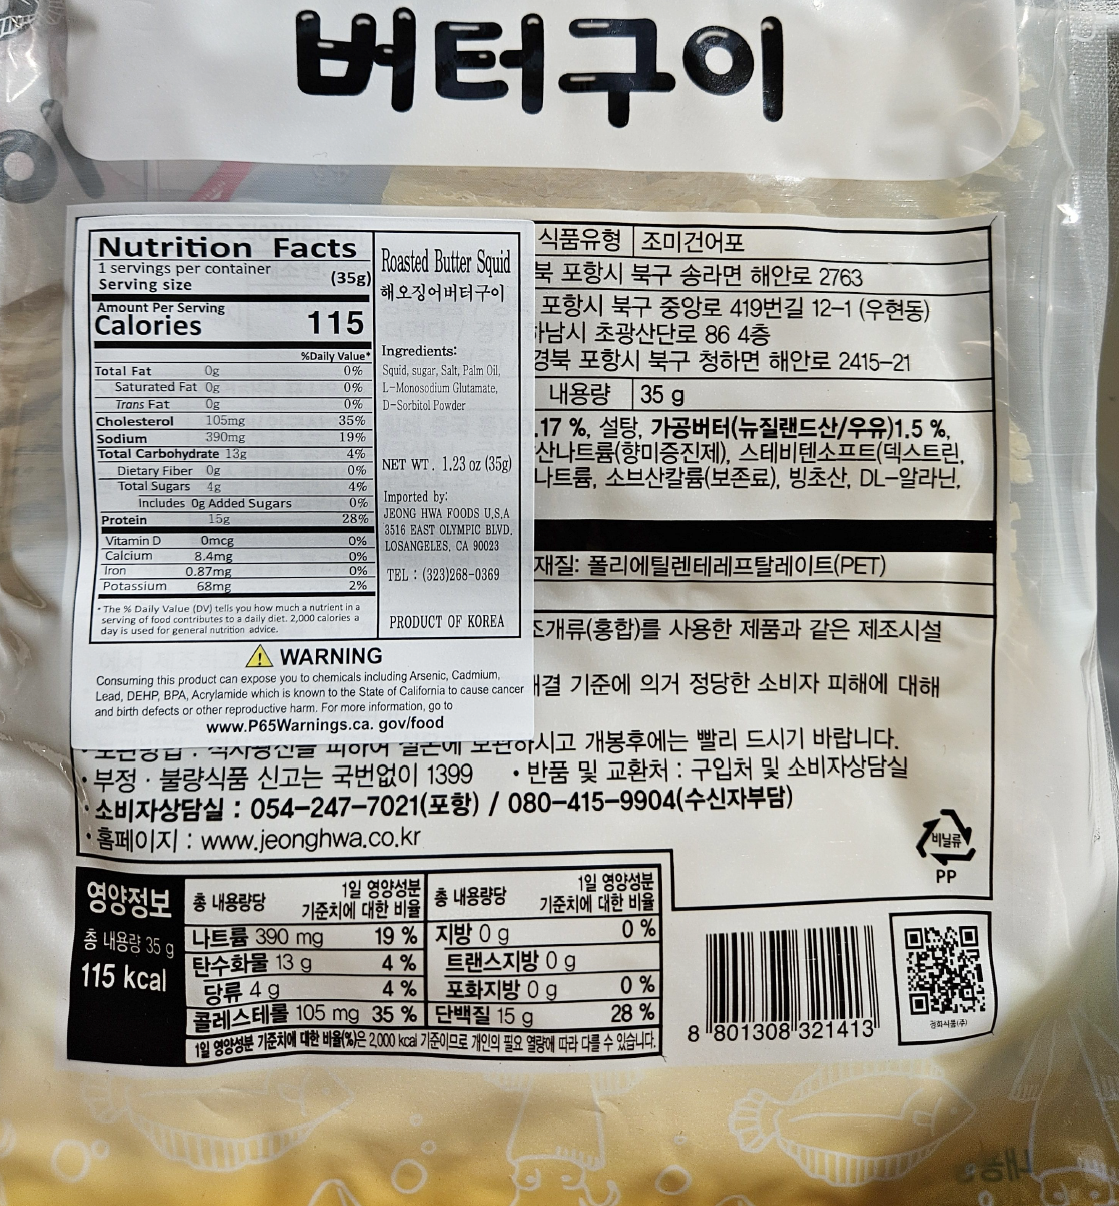 버터구이
Nutrition Facts
1 servings per container
Serving size (35g)
Amount Per Serving
Calories 115
%Daily Value*
Total Fat 0g 0%
Saturated Fat 0g 0%
Trans Fat 0g 0%
Cholesterol 105mg 35%
Sodium 390mg 19%
Total Carbohydrate 13g 4%
Dietary Fiber 0g 0%
Total Sugars 4g 4%
Includes 0g Added Sugars 0%
Protein 15g 28%
Vitamin D 0mcg 0%
Calcium 8.4mg 0%
Iron 0.87mg 0%
Potassium 68mg 2%
* The % Daily Value (DV) tells you how much a nutrient in a
serving of food contributes to a daily diet. 2,000 calories a
day is used for general nutrition advice.
Roasted Butter Squid
해오징어버터구이
Ingredients:
Squid, sugar, Salt, Palm Oil,
L-Monosodium Glutamate,
D-Sorbitol Powder
NET WT. 1.23 oz (35g)
Imported by:
JEONG HWA FOODS U.S.A
3516 EAST OLYMPIC BLVD.
LOSANGELES, CA 90023
TEL : (323)268-0369
PRODUCT OF KOREA
WARNING
Consuming this product can expose you to chemicals including Arsenic, Cadmium,
Lead, DEHP, BPA, Acrylamide which is known to the State of California to cause cancer
and birth defects or other reproductive harm. For more information, go to
www.P65Warnings.ca. gov/food
식품유형 조미건어포
북 포항시 북구 송라면 해안로 2763
포항시 북구 중앙로 419번길 12-1 (우현동)
하남시 초광산단로 86 4층
경북 포항시 북구 청하면 해안로 2415-21
내용량 35 g
.17 %, 설탕, 가공버터(뉴질랜드산/우유)1.5 %,
산나트륨(향미증진제), 스테비텐소프트(덱스트린,
나트륨, 소브산칼륨(보존료), 빙초산, DL-알라닌,
재질: 폴리에틸렌테레프탈레이트(PET)
조개류(홍합)를 사용한 제품과 같은 제조시설
해결 기준에 의거 정당한 소비자 피해에 대해
· 보관방법 : 직사광선을 피하여 실온에 보관하시고 개봉후에는 빨리 드시기 바랍니다.
· 부정 · 불량식품 신고는 국번없이 1399 · 반품 및 교환처 : 구입처 및 소비자상담실
· 소비자상담실 : 054-247-7021(포항) / 080-415-9904(수신자부담)
· 홈페이지 : www.jeonghwa.co.kr
비닐류
PP
영양정보
총 내용량 35 g
115 kcal
총 내용량당 1일 영양성분 기준치에 대한 비율 총 내용량당 1일 영양성분 기준치에 대한 비율
나트륨 390 mg 19 % 지방 0 g 0 %
탄수화물 13 g 4 % 트랜스지방 0 g
당류 4 g 4 % 포화지방 0 g 0 %
콜레스테롤 105 mg 35 % 단백질 15 g 28 %
1일 영양성분 기준치에 대한 비율(%)은 2,000 kcal 기준이므로 개인의 필요 열량에 따라 다를 수 있습니다.
8 801308 321413
정화식품(주)